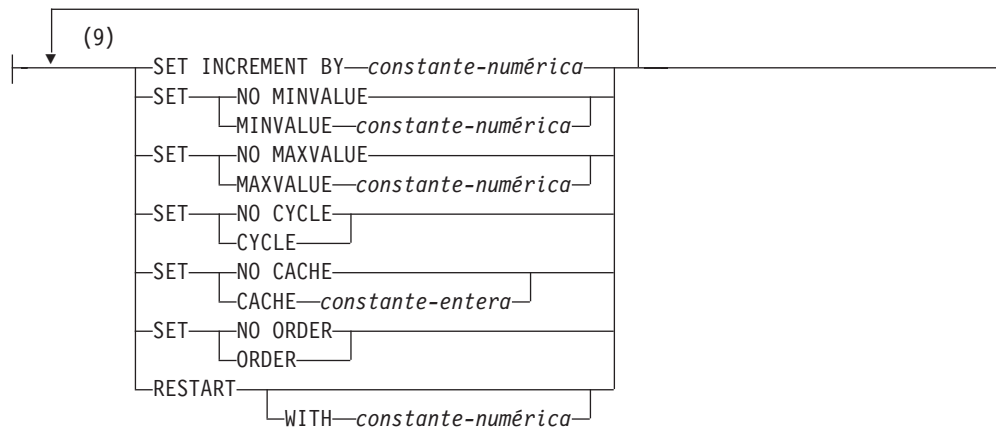 (9)
SET INCREMENT BY constante-numérica
SET NO MINVALUE
MINVALUE constante-numérica
SET NO MAXVALUE
MAXVALUE constante-numérica
SET NO CYCLE
CYCLE
SET NO CACHE
CACHE constante-entera
SET NO ORDER
ORDER
RESTART
WITH constante-numérica